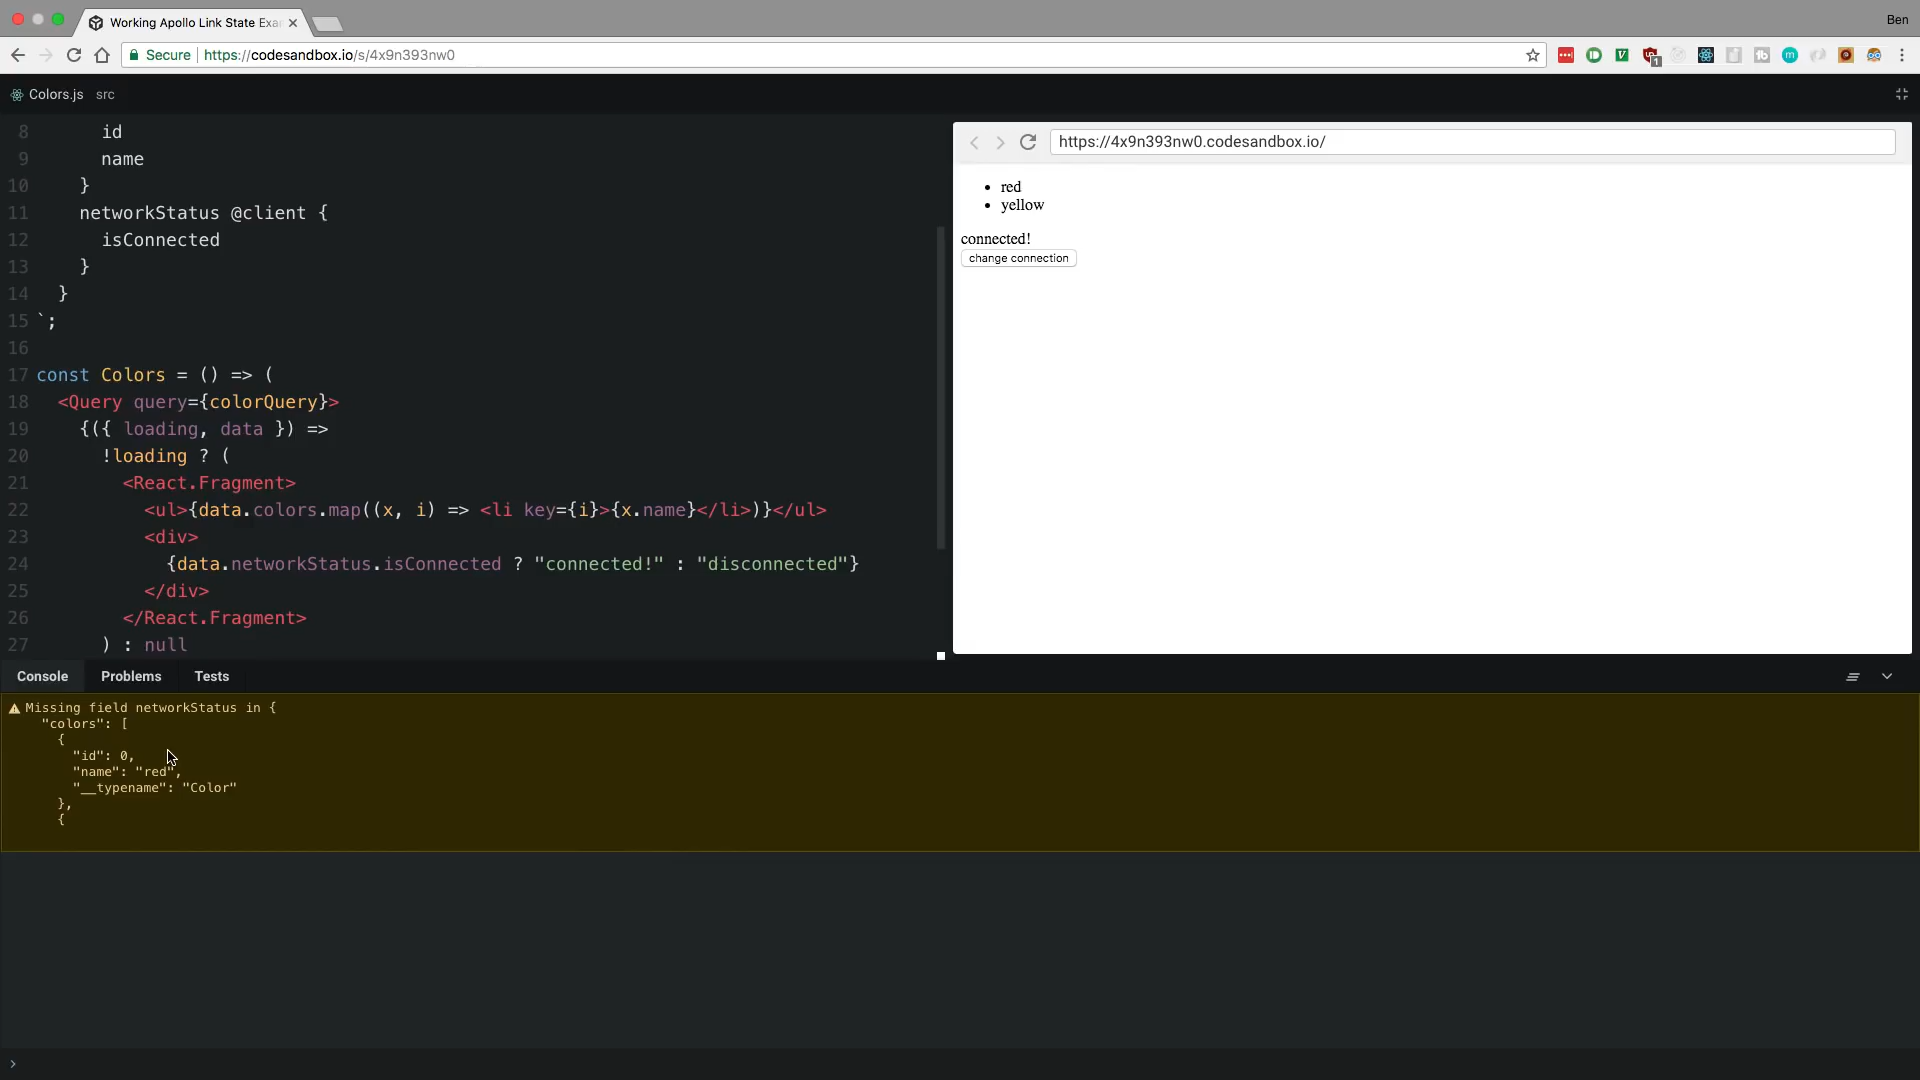 Working Apollo Link State Exa
Ben
Secure
https://codesandbox.io/s/4x9n393nw0
Colors.js src
8 id
9 name
10 }
11 networkStatus @client {
12 isConnected
13 }
14 }
15 `;
16
17 const Colors = () => (
18 <Query query={colorQuery}>
19 {({ loading, data }) =>
20 !loading ? (
21 <React.Fragment>
22 <ul>{data.colors.map((x, i) => <li key={i}>{x.name}</li>)}</ul>
23 <div>
24 {data.networkStatus.isConnected ? "connected!" : "disconnected"}
25 </div>
26 </React.Fragment>
27 ) : null
https://4x9n393nw0.codesandbox.io/
• red
• yellow
connected!
change connection
Console Problems Tests
Missing field networkStatus in {
"colors": [
{
"id": 0,
"name": "red",
"__typename": "Color"
},
{
>